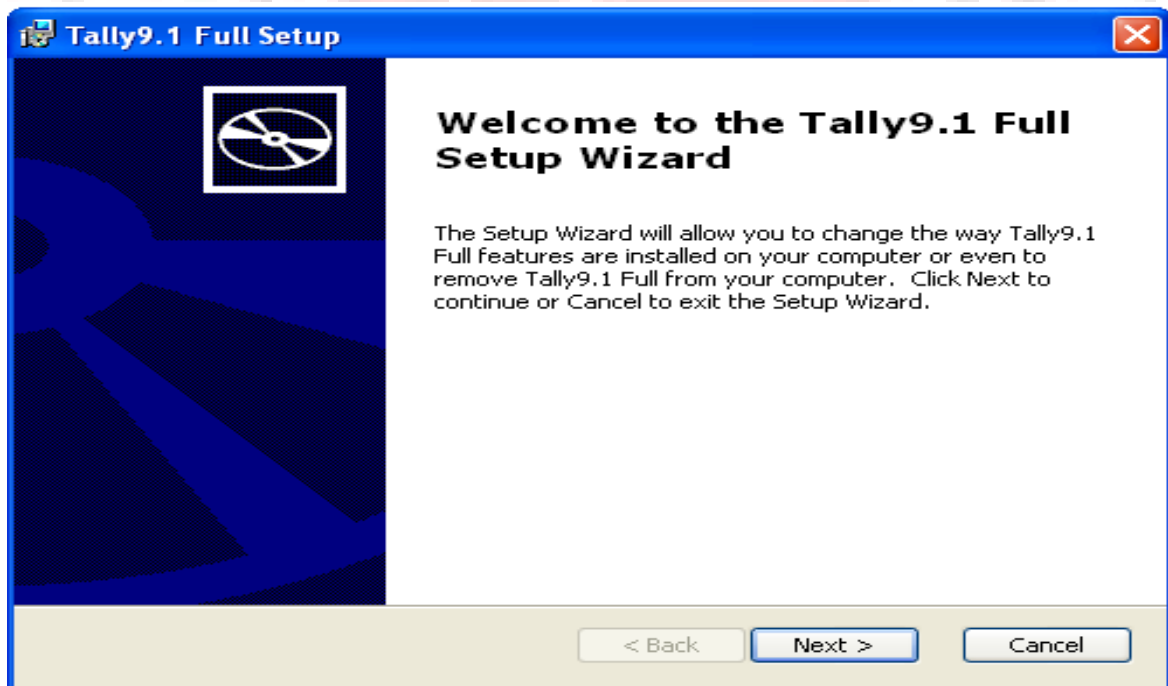 Tally9.1 Full Setup
Welcome to the Tally9.1 Full
Setup Wizard
The Setup Wizard will allow you to change the way Tally9.1
Full features are installed on your computer or even to
remove Tally9.1 Full from your computer. Click Next to
continue or Cancel to exit the Setup Wizard.
< Back Next > Cancel